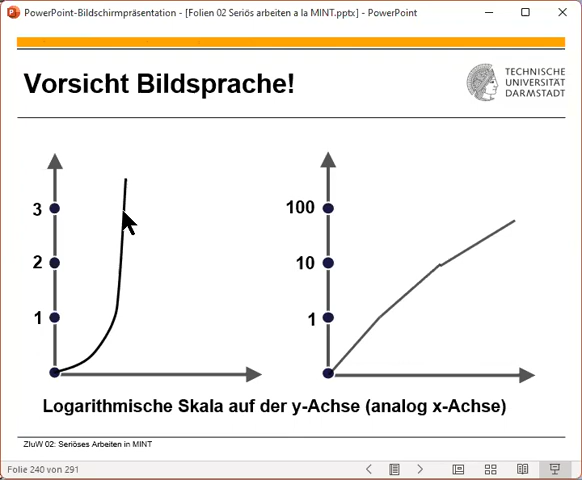 PowerPoint-Bildschirmpräsentation - [Folien 02 Seriös arbeiten a la MINT.pptx] - PowerPoint
Vorsicht Bildsprache!
TECHNISCHE
UNIVERSITÄT
DARMSTADT
3
2
1
100
10
1
Logarithmische Skala auf der y-Achse (analog x-Achse)
ZIuW 02: Seriöses Arbeiten in MINT
Folie 240 von 291